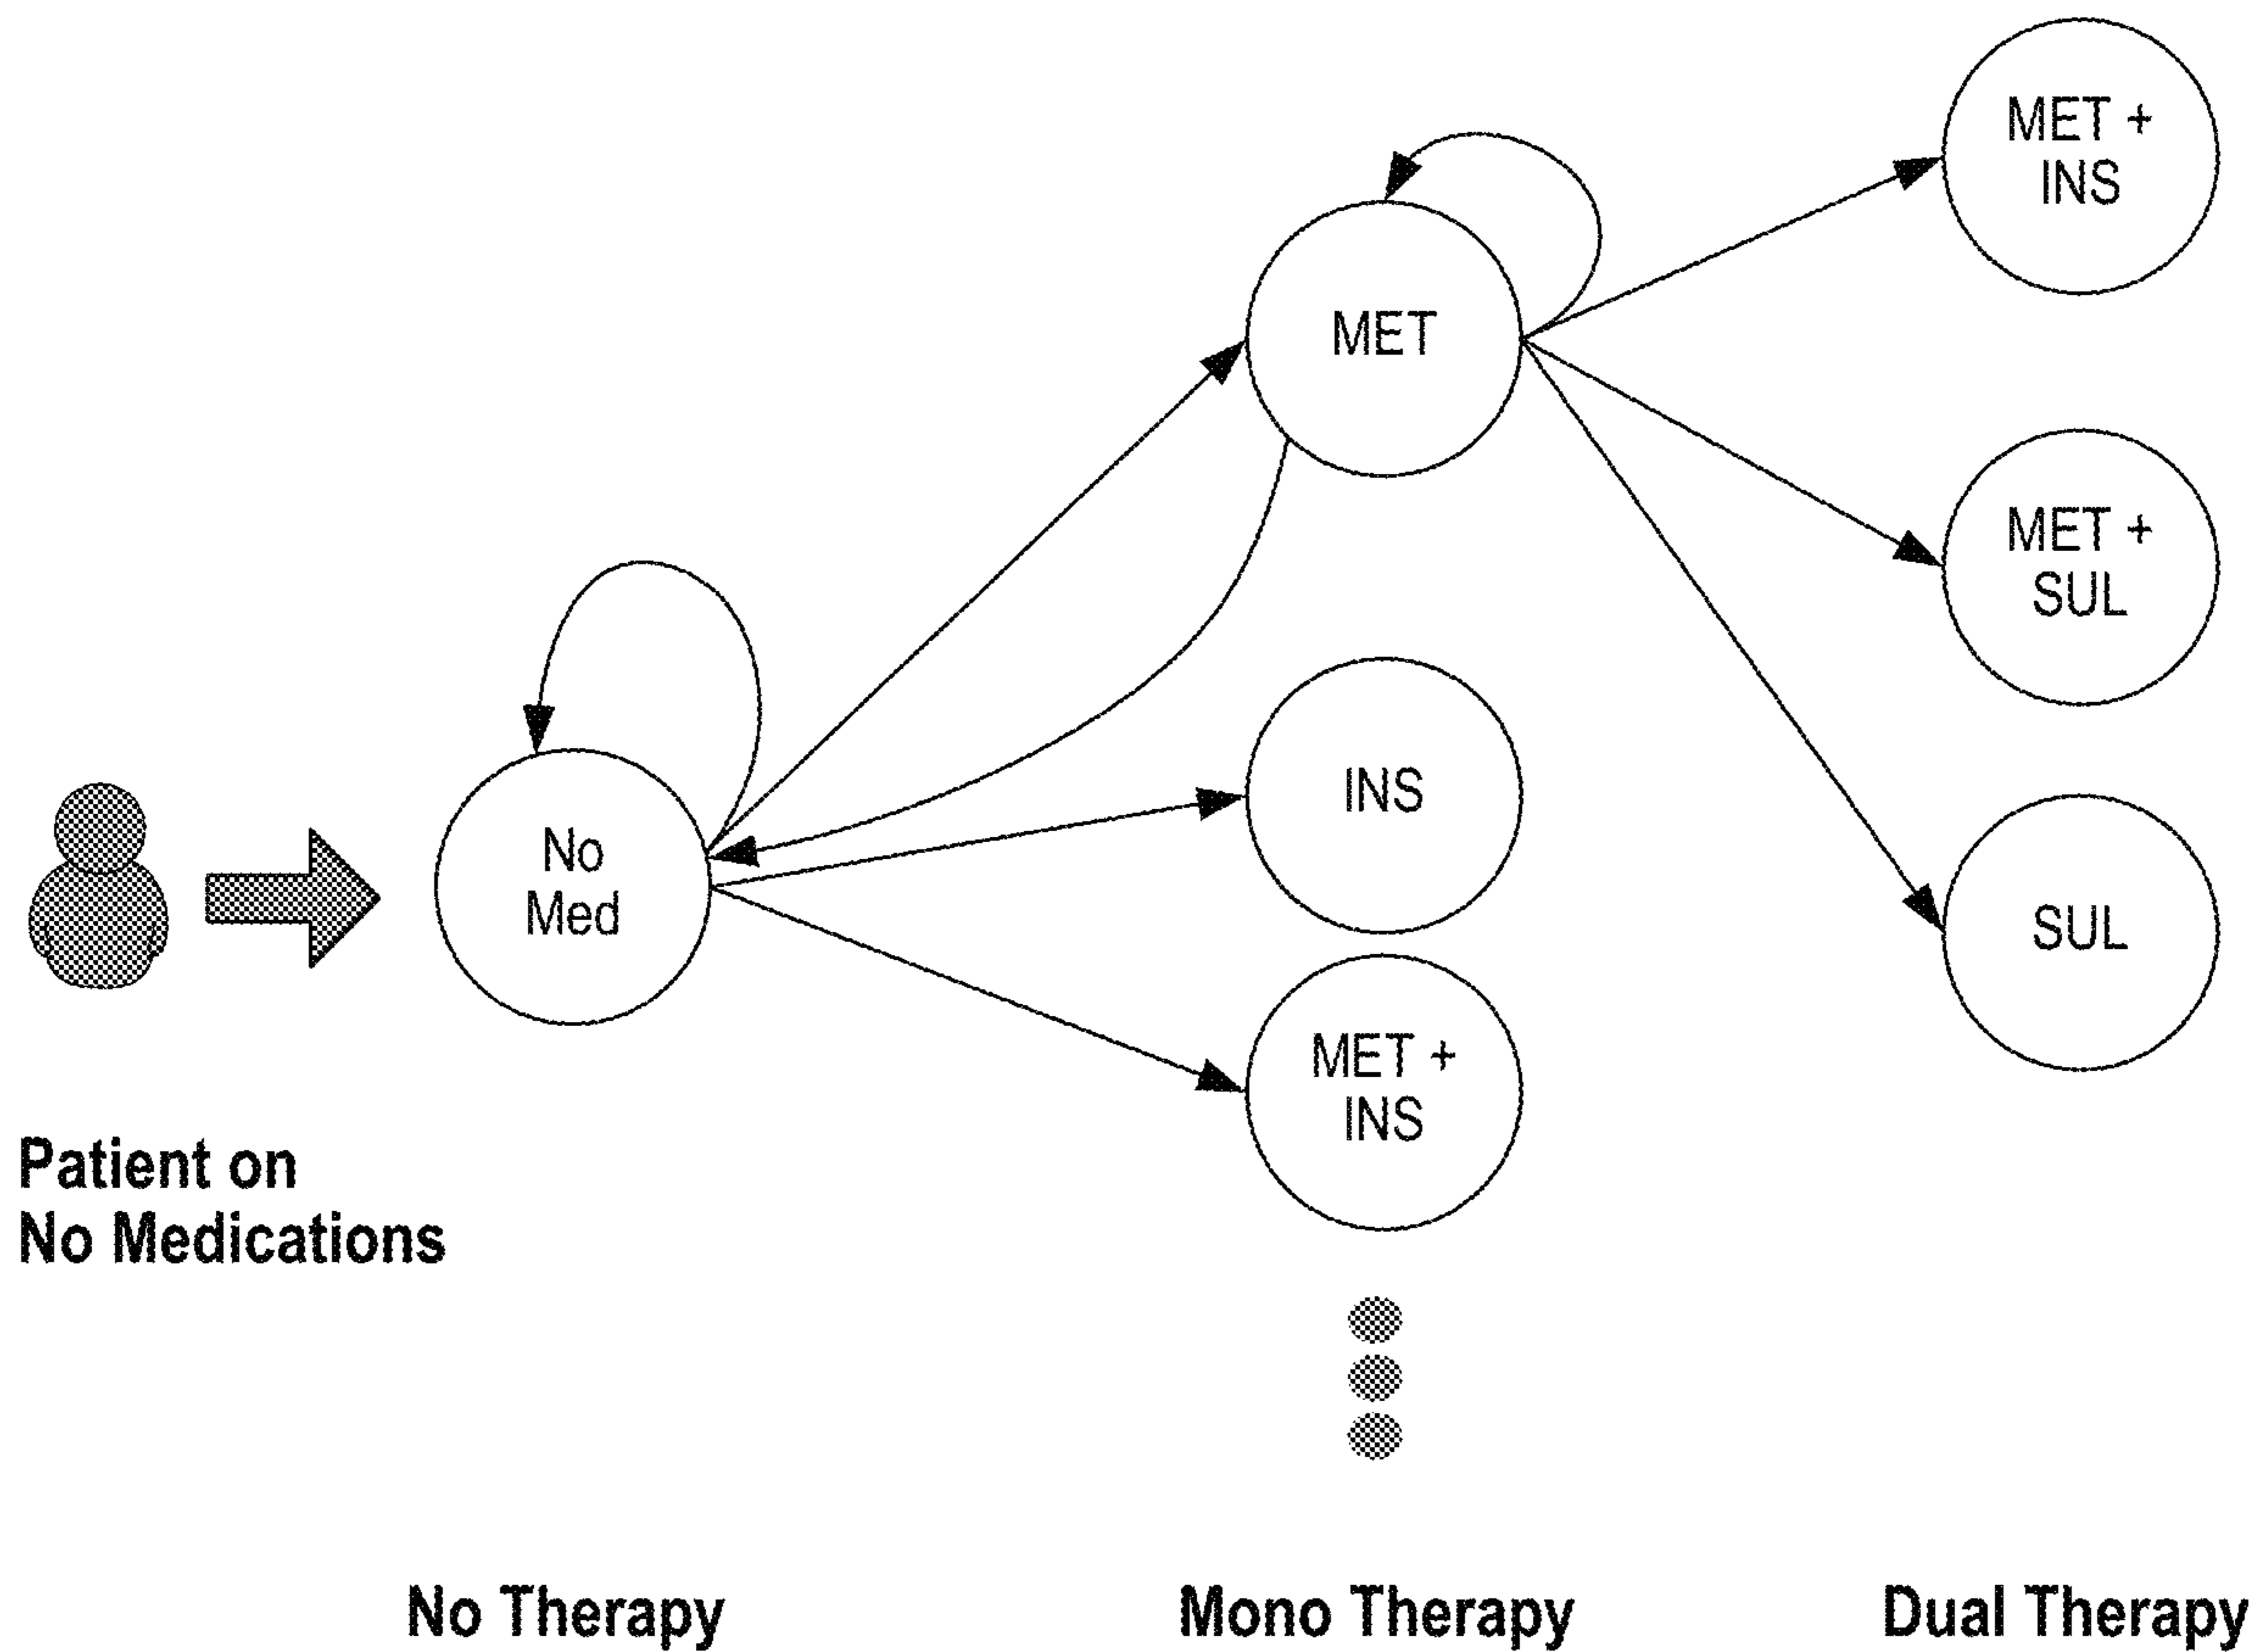 MET +
INS
MET
MET +
SUL
INS
No
Med
SUL
MET +
INS
Patient on
No Medications
No Therapy
Mono Therapy
Dual Therapy